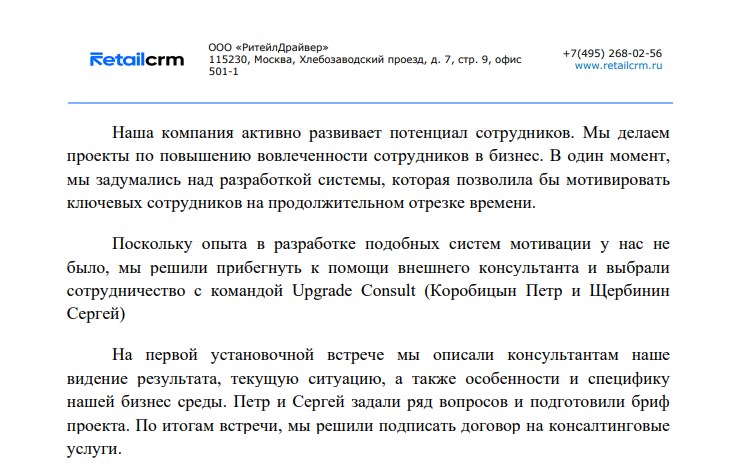 Retailcrm
ООО «РитейлДрайвер»
115230, Москва, Хлебозаводский проезд, д. 7, стр. 9, офис
501-1
+7(495) 268-02-56
www.retailcrm.ru
Наша компания активно развивает потенциал сотрудников. Мы делаем
проекты по повышению вовлеченности сотрудников в бизнес. В один момент,
мы задумались над разработкой системы, которая позволила бы мотивировать
ключевых сотрудников на продолжительном отрезке времени.
Поскольку опыта в разработке подобных систем мотивации у нас не
было, мы решили прибегнуть к помощи внешнего консультанта и выбрали
сотрудничество с командой Upgrade Consult (Коробицын Петр и Щербинин
Сергей)
На первой установочной встрече мы описали консультантам наше
видение результата, текущую ситуацию, а также особенности и специфику
нашей бизнес среды. Петр и Сергей задали ряд вопросов и подготовили бриф
проекта. По итогам встречи, мы решили подписать договор на консалтинговые
услуги.